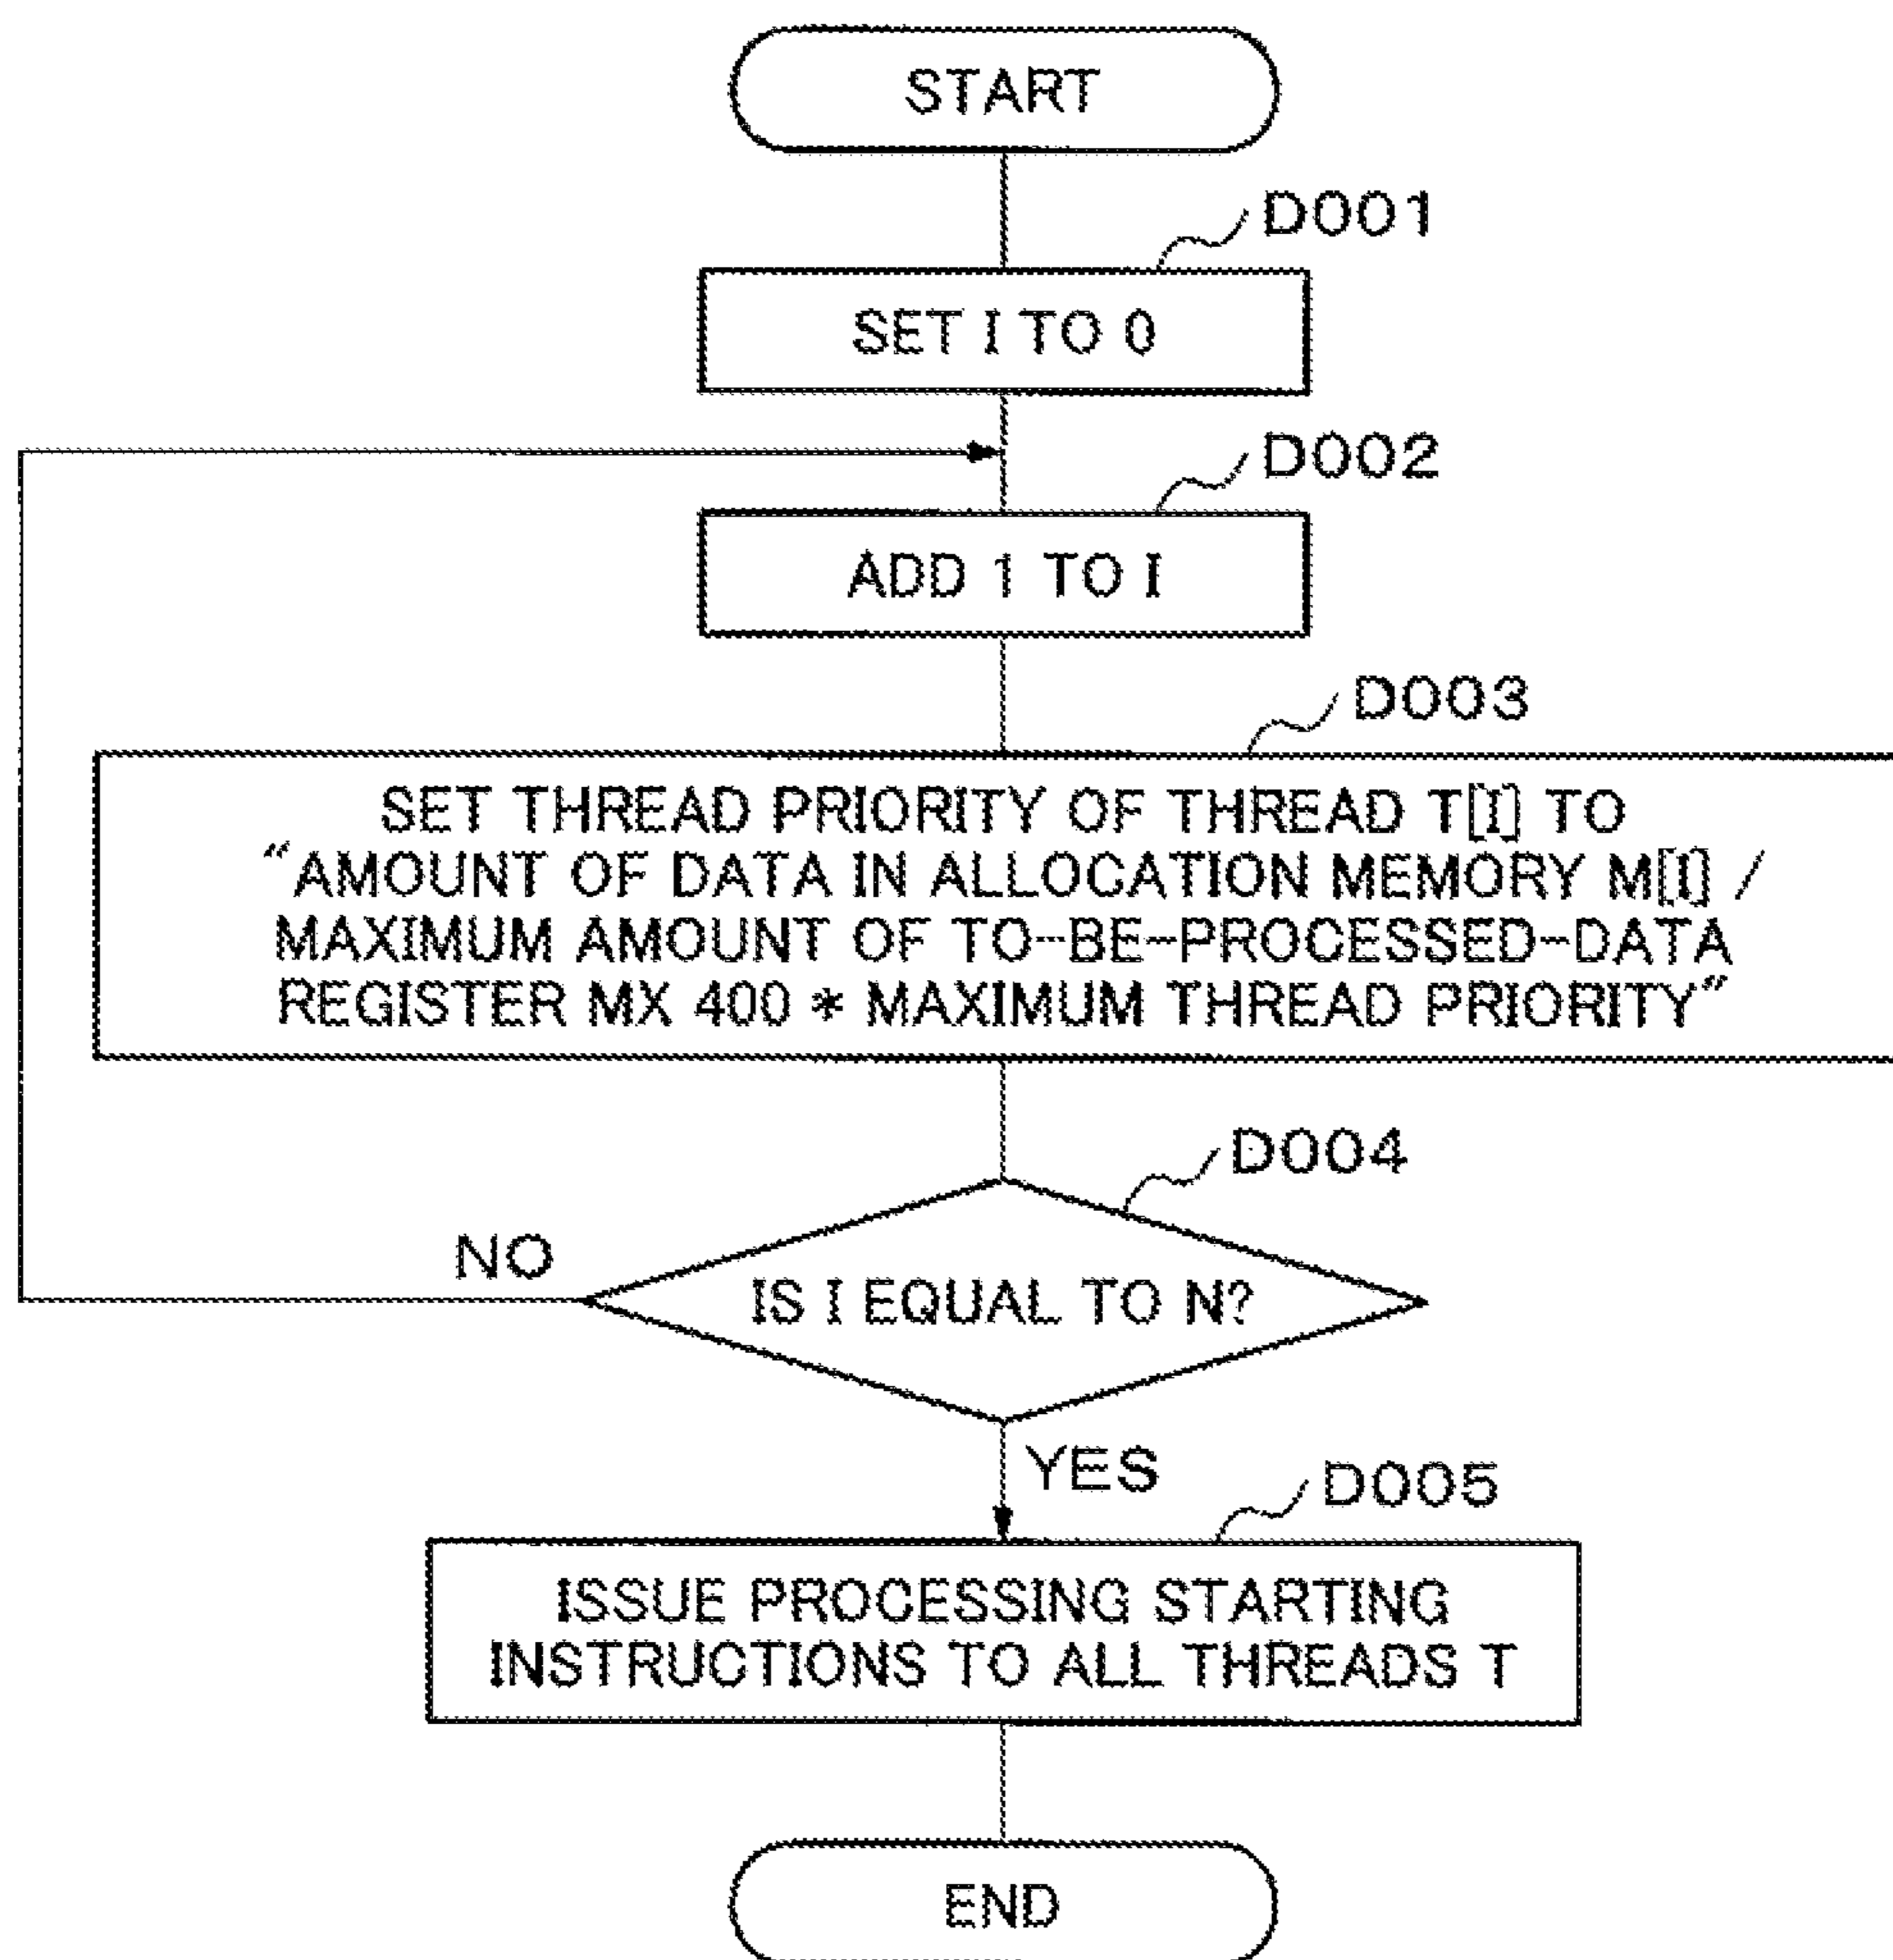 START
D001
SET I TO 0
D002
ADD 1 TO I
D003
SET THREAD PRIORITY OF THREAD T[I] TO
“AMOUNT OF DATA IN ALLOCATION MEMORY M[I] /
MAXIMUM AMOUNT OF TO-BE-PROCESSED-DATA
REGISTER MX 400 * MAXIMUM THREAD PRIORITY”
D004
NO
IS I EQUAL TO N?
YES
D005
ISSUE PROCESSING STARTING
INSTRUCTIONS TO ALL THREADS T
END